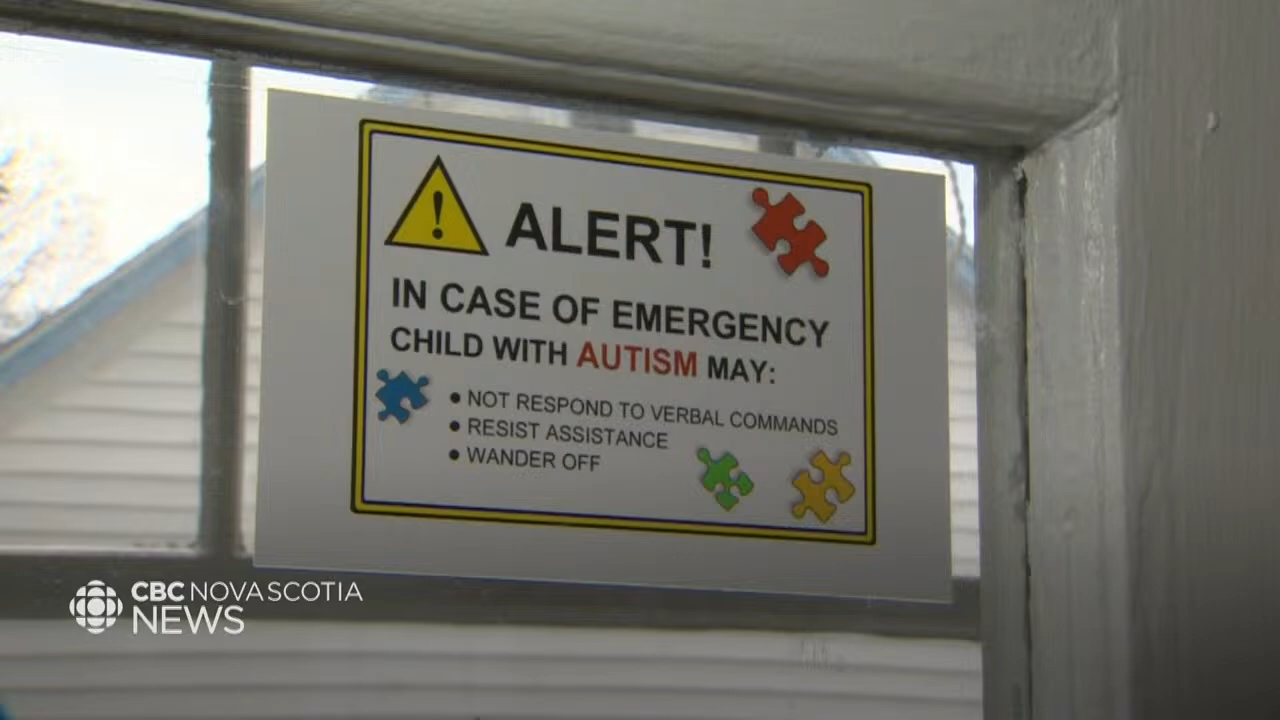 ALERT!
IN CASE OF EMERGENCY
CHILD WITH AUTISM MAY:
• NOT RESPOND TO VERBAL COMMANDS
• RESIST ASSISTANCE
• WANDER OFF
CBC NOVA SCOTIA
NEWS